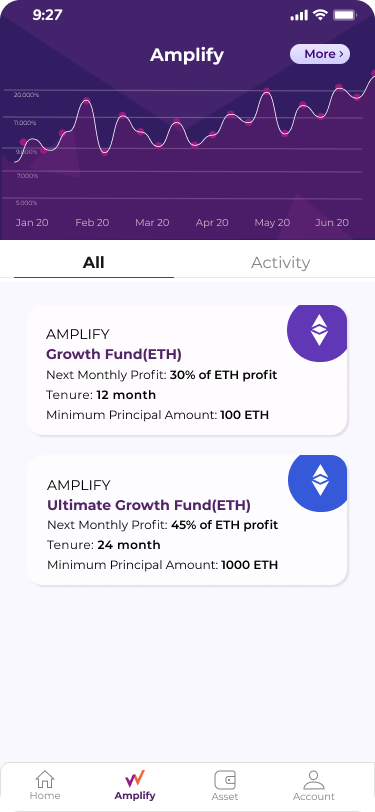 9:27
Amplify
More ›
20.000%
11.000%
9.000%
7.000%
5.000%
Jan 20 Feb 20 Mar 20 Apr 20 May 20 Jun 20
All Activity
AMPLIFY
Growth Fund(ETH)
Next Monthly Profit: 30% of ETH profit
Tenure: 12 month
Minimum Principal Amount: 100 ETH
AMPLIFY
Ultimate Growth Fund(ETH)
Next Monthly Profit: 45% of ETH profit
Tenure: 24 month
Minimum Principal Amount: 1000 ETH
Home Amplify Asset Account